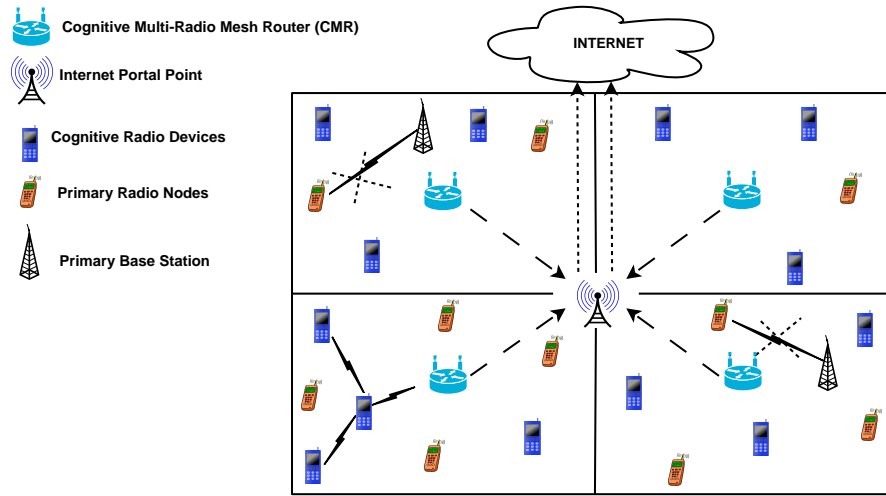 Cognitive Multi-Radio Mesh Router (CMR)
INTERNET
Internet Portal Point
Cognitive Radio Devices
Primary Radio Nodes
Primary Base Station